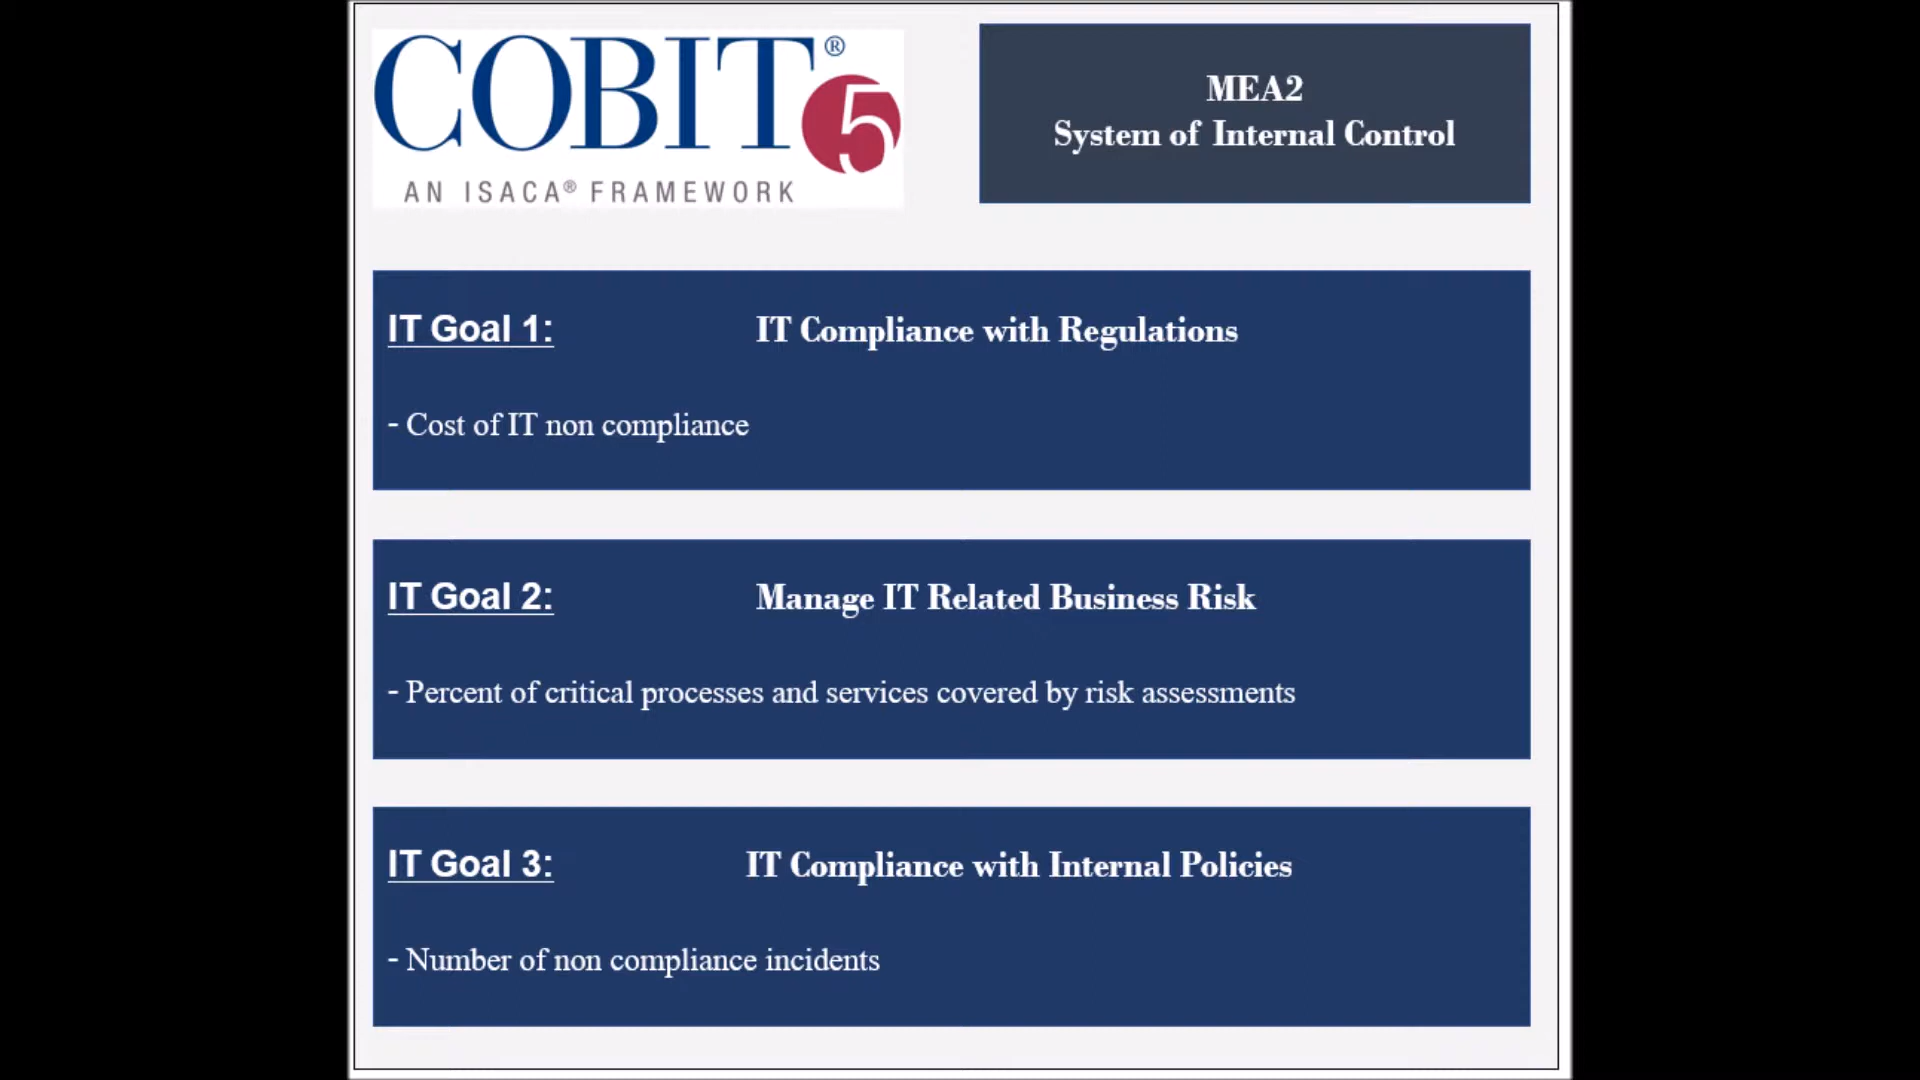 COBIT® 5
AN ISACA® FRAMEWORK
MEA2
System of Internal Control
IT Goal 1: IT Compliance with Regulations
- Cost of IT non compliance
IT Goal 2: Manage IT Related Business Risk
- Percent of critical processes and services covered by risk assessments
IT Goal 3: IT Compliance with Internal Policies
- Number of non compliance incidents